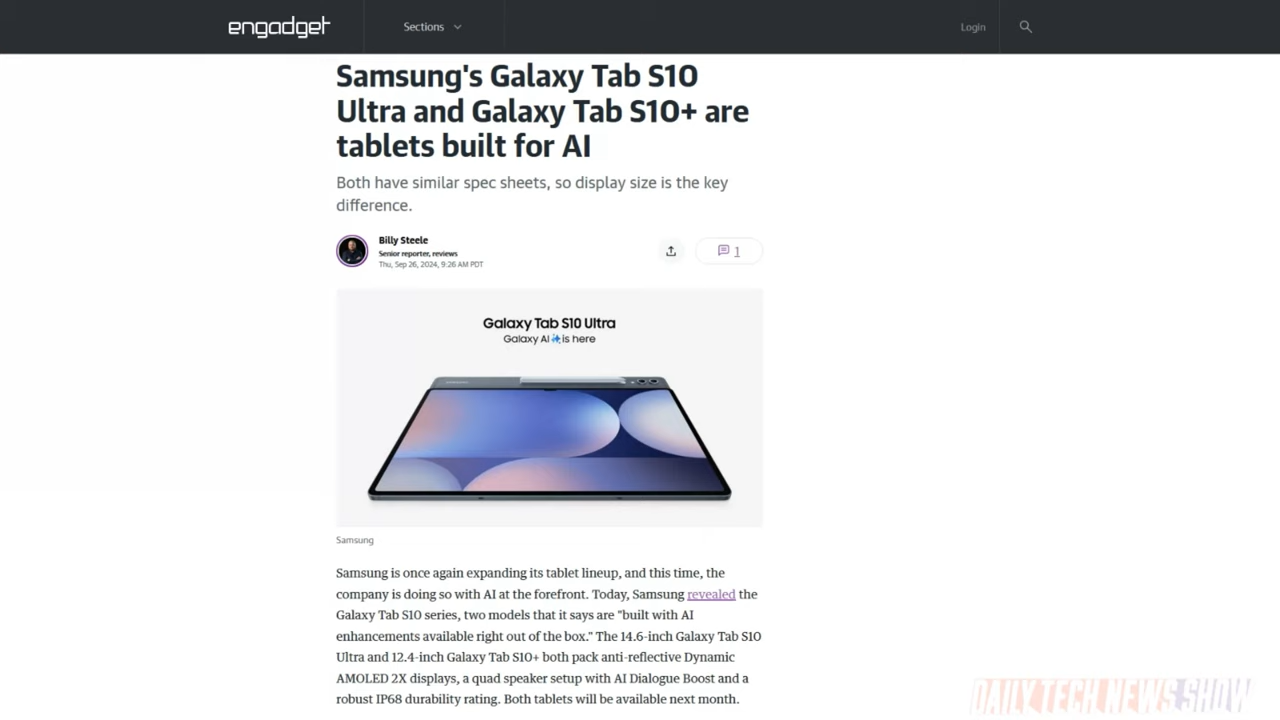 engadget
Sections
Login
Samsung's Galaxy Tab S10
Ultra and Galaxy Tab S10+ are
tablets built for AI
Both have similar spec sheets, so display size is the key
difference.
Billy Steele
Senior reporter, reviews
Thu, Sep 26, 2024, 9:26 AM PDT
1
Galaxy Tab S10 Ultra
Galaxy AI is here
Samsung
Samsung is once again expanding its tablet lineup, and this time, the
company is doing so with AI at the forefront. Today, Samsung revealed the
Galaxy Tab S10 series, two models that it says are "built with AI
enhancements available right out of the box." The 14.6-inch Galaxy Tab S10
Ultra and 12.4-inch Galaxy Tab S10+ both pack anti-reflective Dynamic
AMOLED 2X displays, a quad speaker setup with AI Dialogue Boost and a
robust IP68 durability rating. Both tablets will be available next month.
DAILY TECH NEWS SHOW